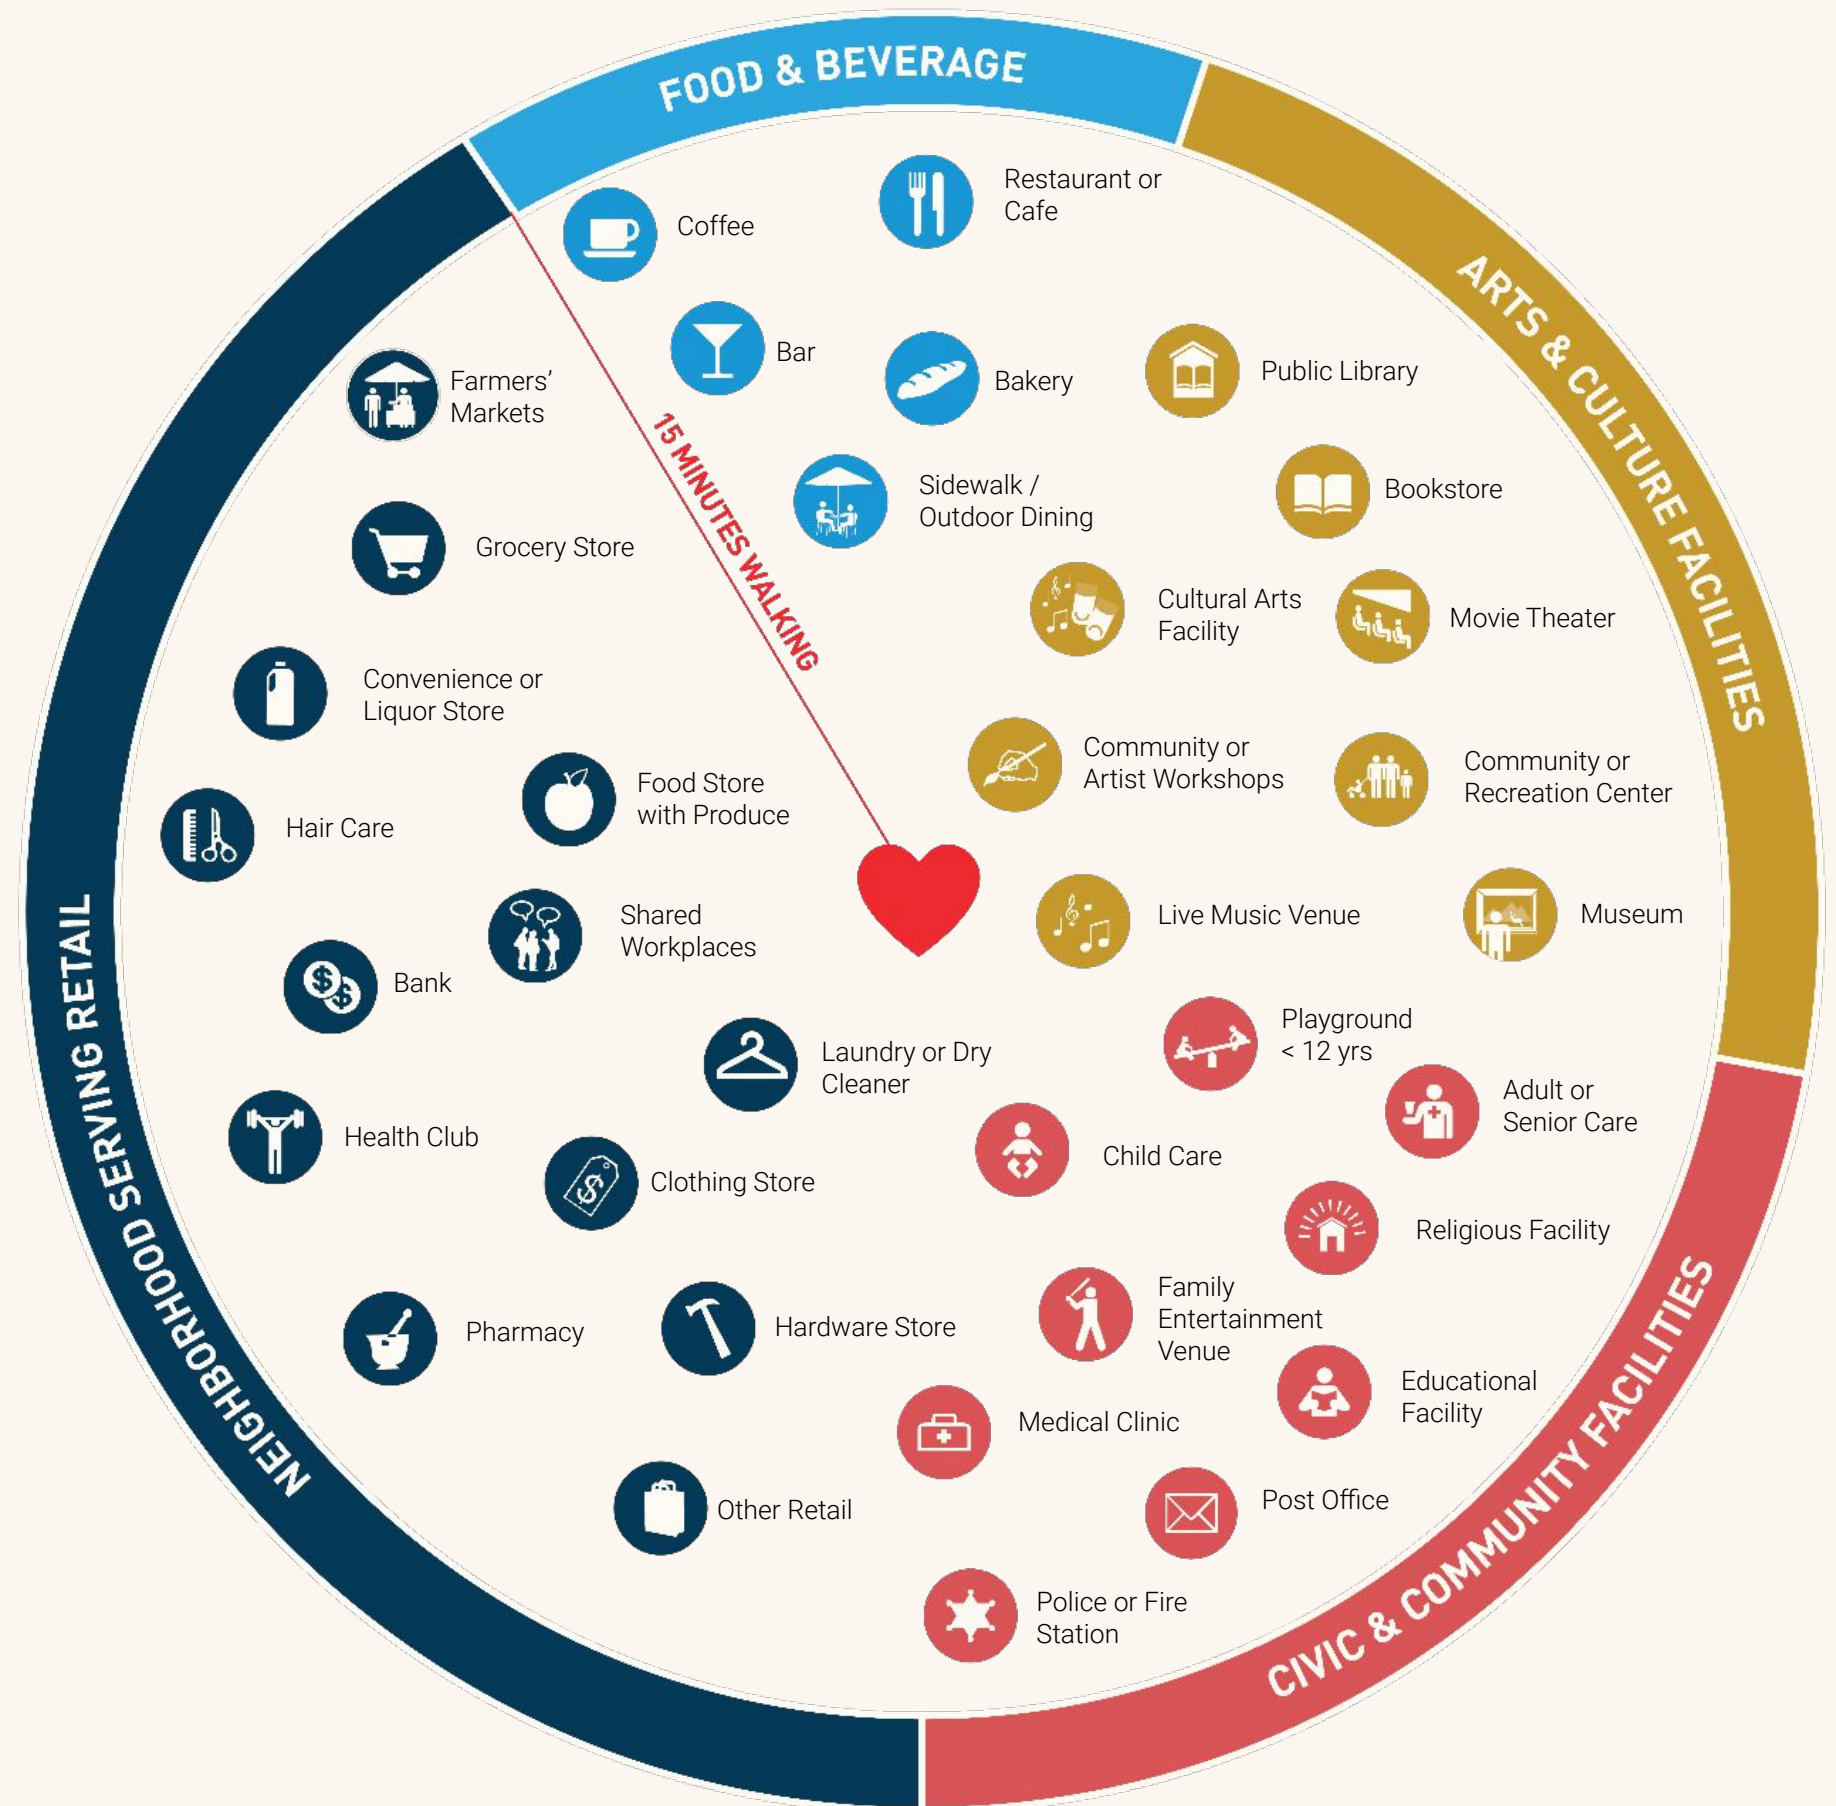 FOOD & BEVERAGE
Coffee
Restaurant or
Cafe
Bar
Bakery
Sidewalk /
Outdoor Dining
15 MINUTES WALKING
ARTS & CULTURE FACILITIES
Public Library
Bookstore
Cultural Arts
Facility
Movie Theater
Community or
Artist Workshops
Community or
Recreation Center
Live Music Venue
Museum
CIVIC & COMMUNITY FACILITIES
Playground
< 12 yrs
Adult or
Senior Care
Child Care
Religious Facility
Family
Entertainment
Venue
Educational
Facility
Medical Clinic
Post Office
Police or Fire
Station
NEIGHBORHOOD SERVING RETAIL
Farmers’
Markets
Grocery Store
Convenience or
Liquor Store
Food Store
with Produce
Hair Care
Shared
Workplaces
Bank
Laundry or Dry
Cleaner
Health Club
Clothing Store
Pharmacy
Hardware Store
Other Retail